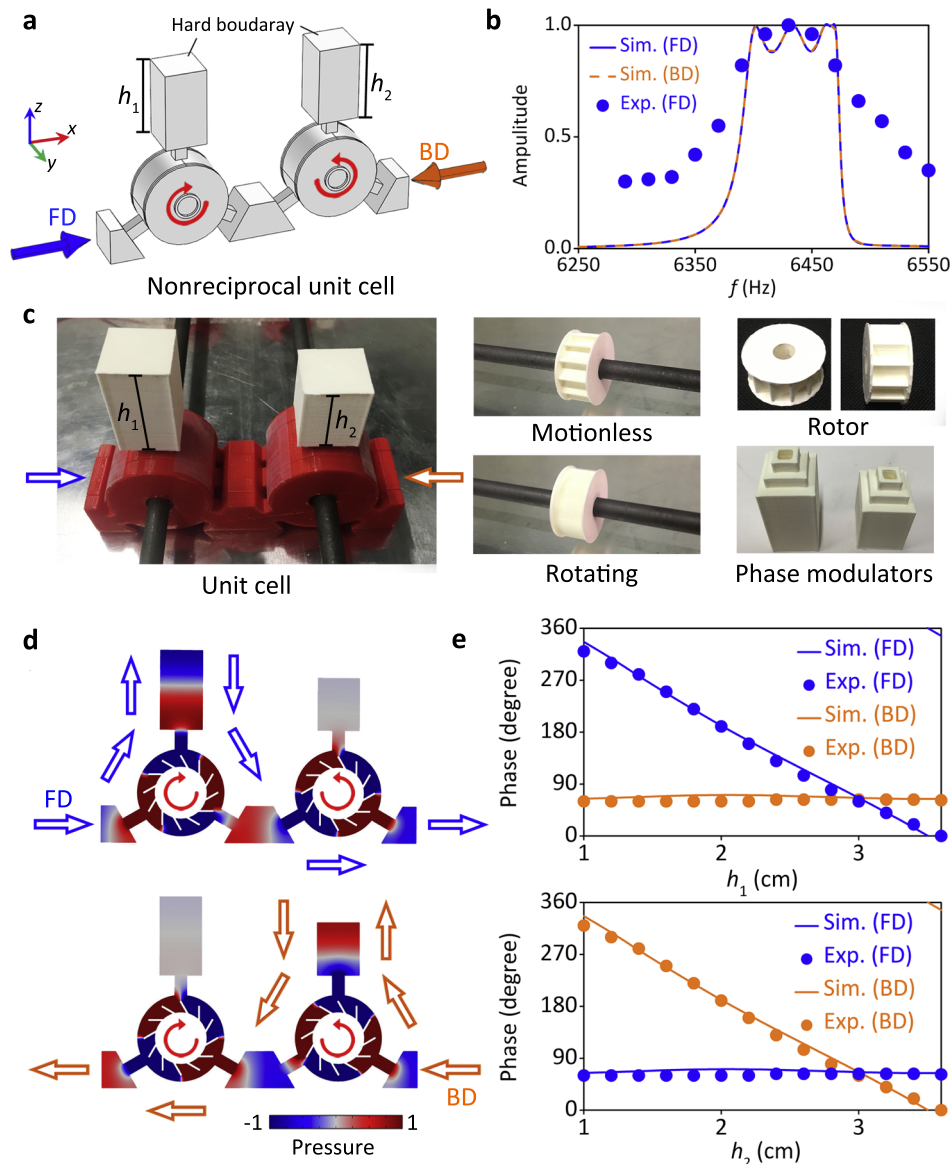 a
Hard boudaray
h1
h2
z
x
y
BD
FD
Nonreciprocal unit cell
b
Ampulitude
1.0
0.5
0.0
Sim. (FD)
Sim. (BD)
Exp. (FD)
6250
6350
6450
6550
f (Hz)
c
h1
h2
Unit cell
Motionless
Rotating
Rotor
Phase modulators
d
FD
BD
-1
1
Pressure
e
Phase (degree)
360
270
180
90
0
Sim. (FD)
Exp. (FD)
Sim. (BD)
Exp. (BD)
1
2
3
h1 (cm)
Phase (degree)
360
270
180
90
0
Sim. (FD)
Exp. (FD)
Sim. (BD)
Exp. (BD)
1
2
3
h2 (cm)